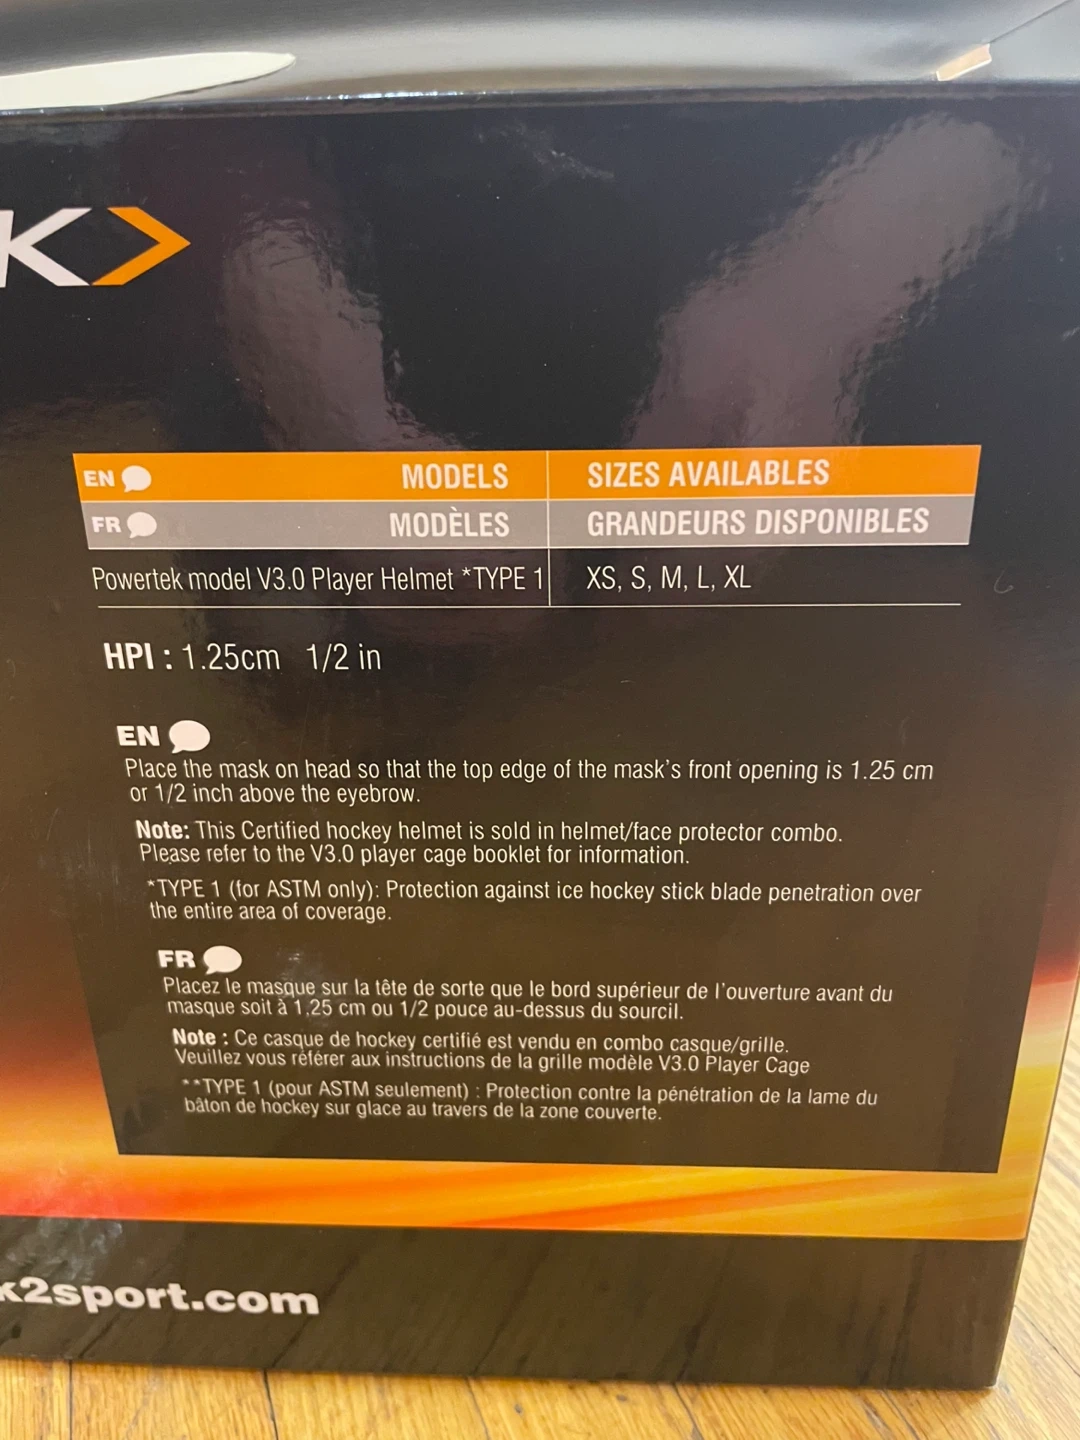 K>
EN MODELS SIZES AVAILABLES
FR MODÈLES GRANDEURS DISPONIBLES
Powertek model V3.0 Player Helmet *TYPE 1 XS, S, M, L, XL
HPI : 1.25cm 1/2 in
EN
Place the mask on head so that the top edge of the mask's front opening is 1.25 cm
or 1/2 inch above the eyebrow.
Note: This Certified hockey helmet is sold in helmet/face protector combo.
Please refer to the V3.0 player cage booklet for information.
*TYPE 1 (for ASTM only): Protection against ice hockey stick blade penetration over
the entire area of coverage.
FR
Placez le masque sur la tête de sorte que le bord supérieur de l'ouverture avant du
masque soit à 1,25 cm ou 1/2 pouce au-dessus du sourcil.
Note : Ce casque de hockey certifié est vendu en combo casque/grille.
Veuillez vous référer aux instructions de la grille modèle V3.0 Player Cage
**TYPE 1 (pour ASTM seulement) : Protection contre la pénétration de la lame du
bâton de hockey sur glace au travers de la zone couverte.
k2sport.com